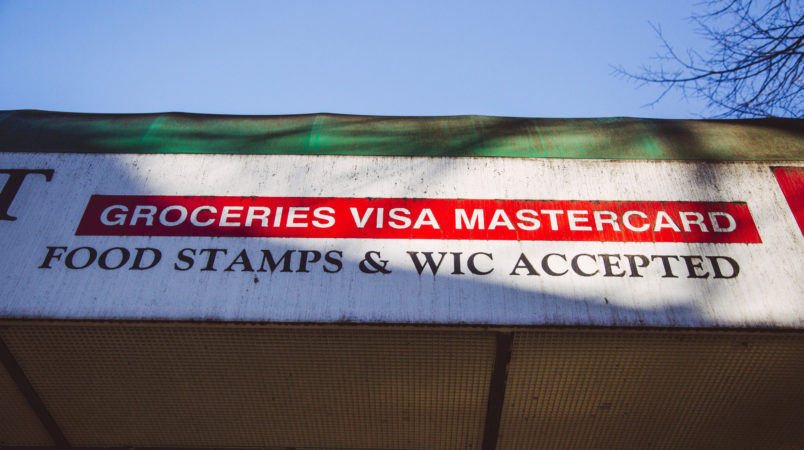 T
GROCERIES VISA MASTERCARD
FOOD STAMPS & WIC ACCEPTED